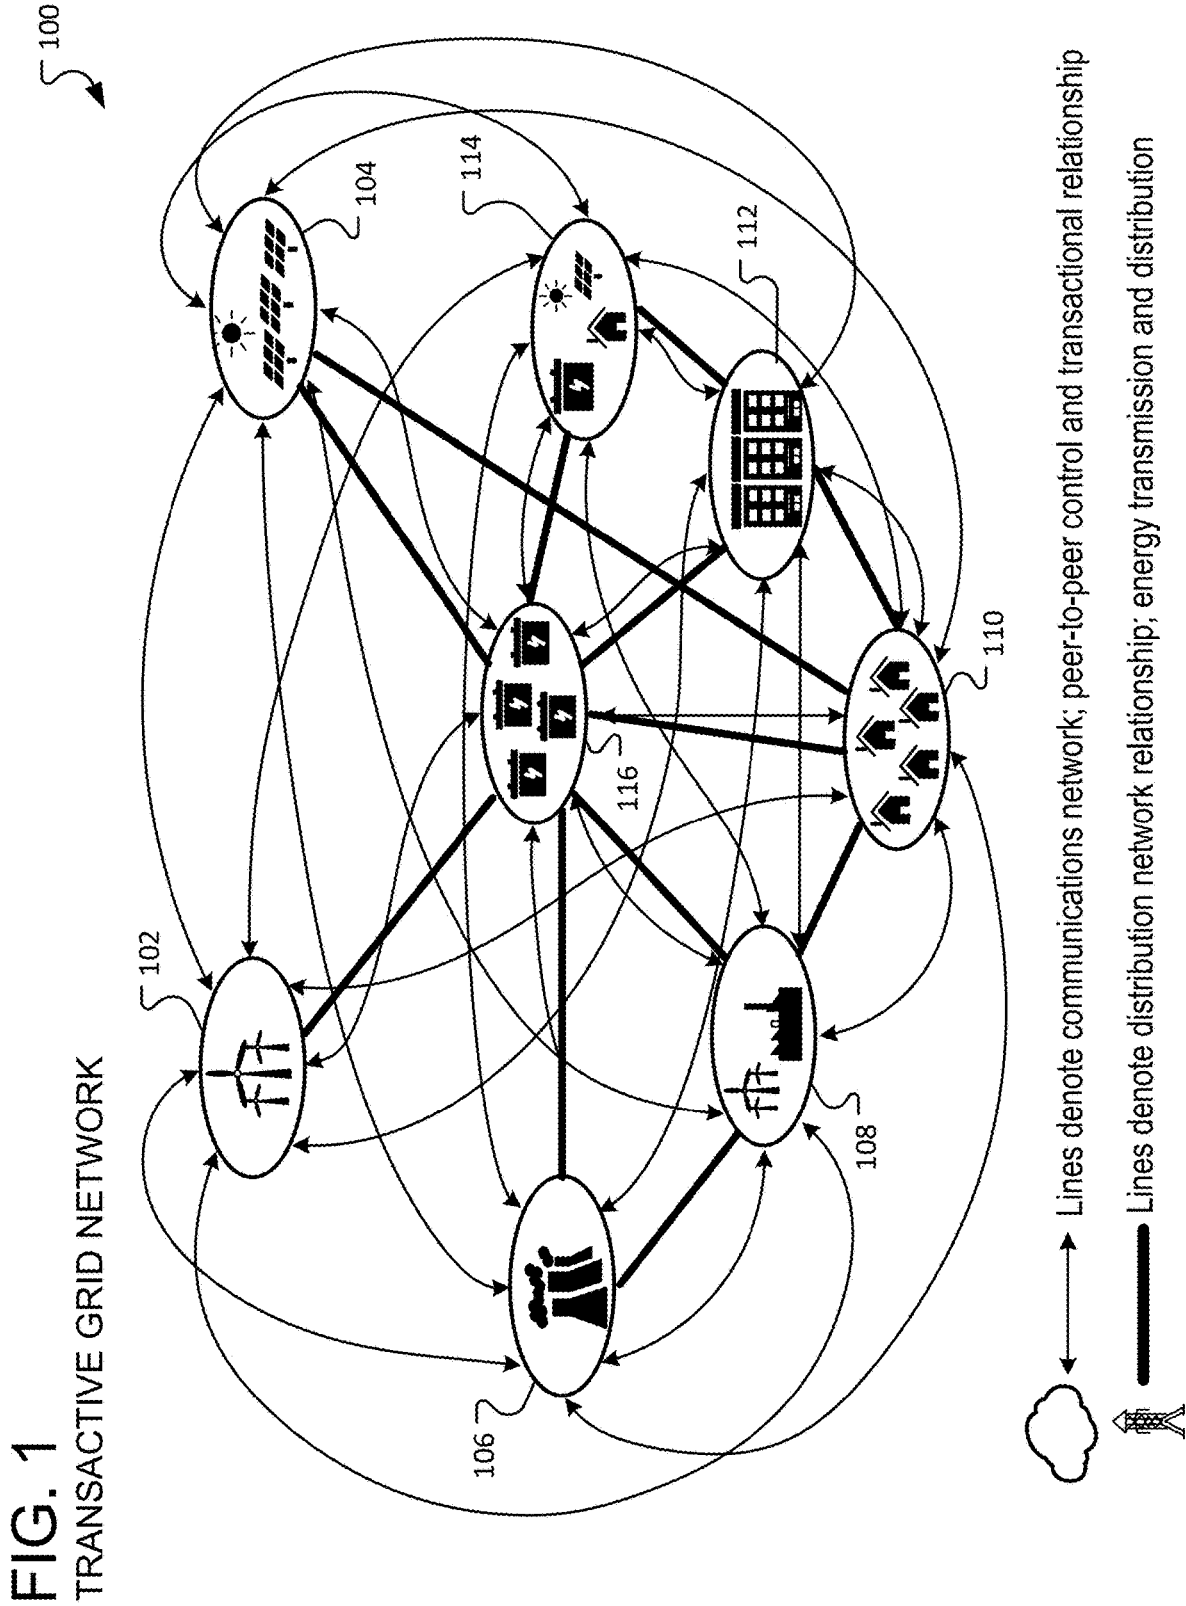 FIG. 1
TRANSACTIVE GRID NETWORK
100
102
104
106
116
114
108
112
110
Lines denote communications network; peer-to-peer control and transactional relationship
Lines denote distribution network relationship; energy transmission and distribution